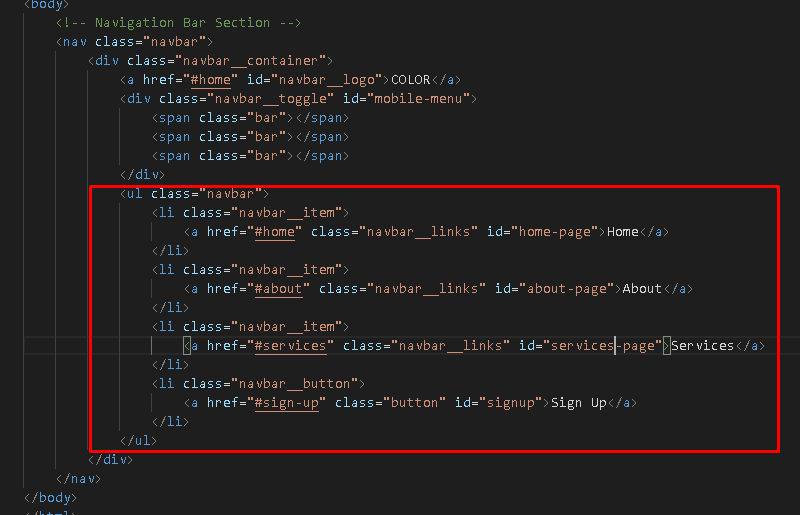 <body>
<!-- Navigation Bar Section -->
<nav class="navbar">
<div class="navbar__container">
<a href="#home" id="navbar__logo">COLOR</a>
<div class="navbar__toggle" id="mobile-menu">
<span class="bar"></span>
<span class="bar"></span>
<span class="bar"></span>
</div>
<ul class="navbar">
<li class="navbar__item">
<a href="#home" class="navbar__links" id="home-page">Home</a>
</li>
<li class="navbar__item">
<a href="#about" class="navbar__links" id="about-page">About</a>
</li>
<li class="navbar__item">
<a href="#services" class="navbar__links" id="services-page">Services</a>
</li>
<li class="navbar__button">
<a href="#sign-up" class="button" id="signup">Sign Up</a>
</li>
</ul>
</div>
</nav>
</body>
</html>